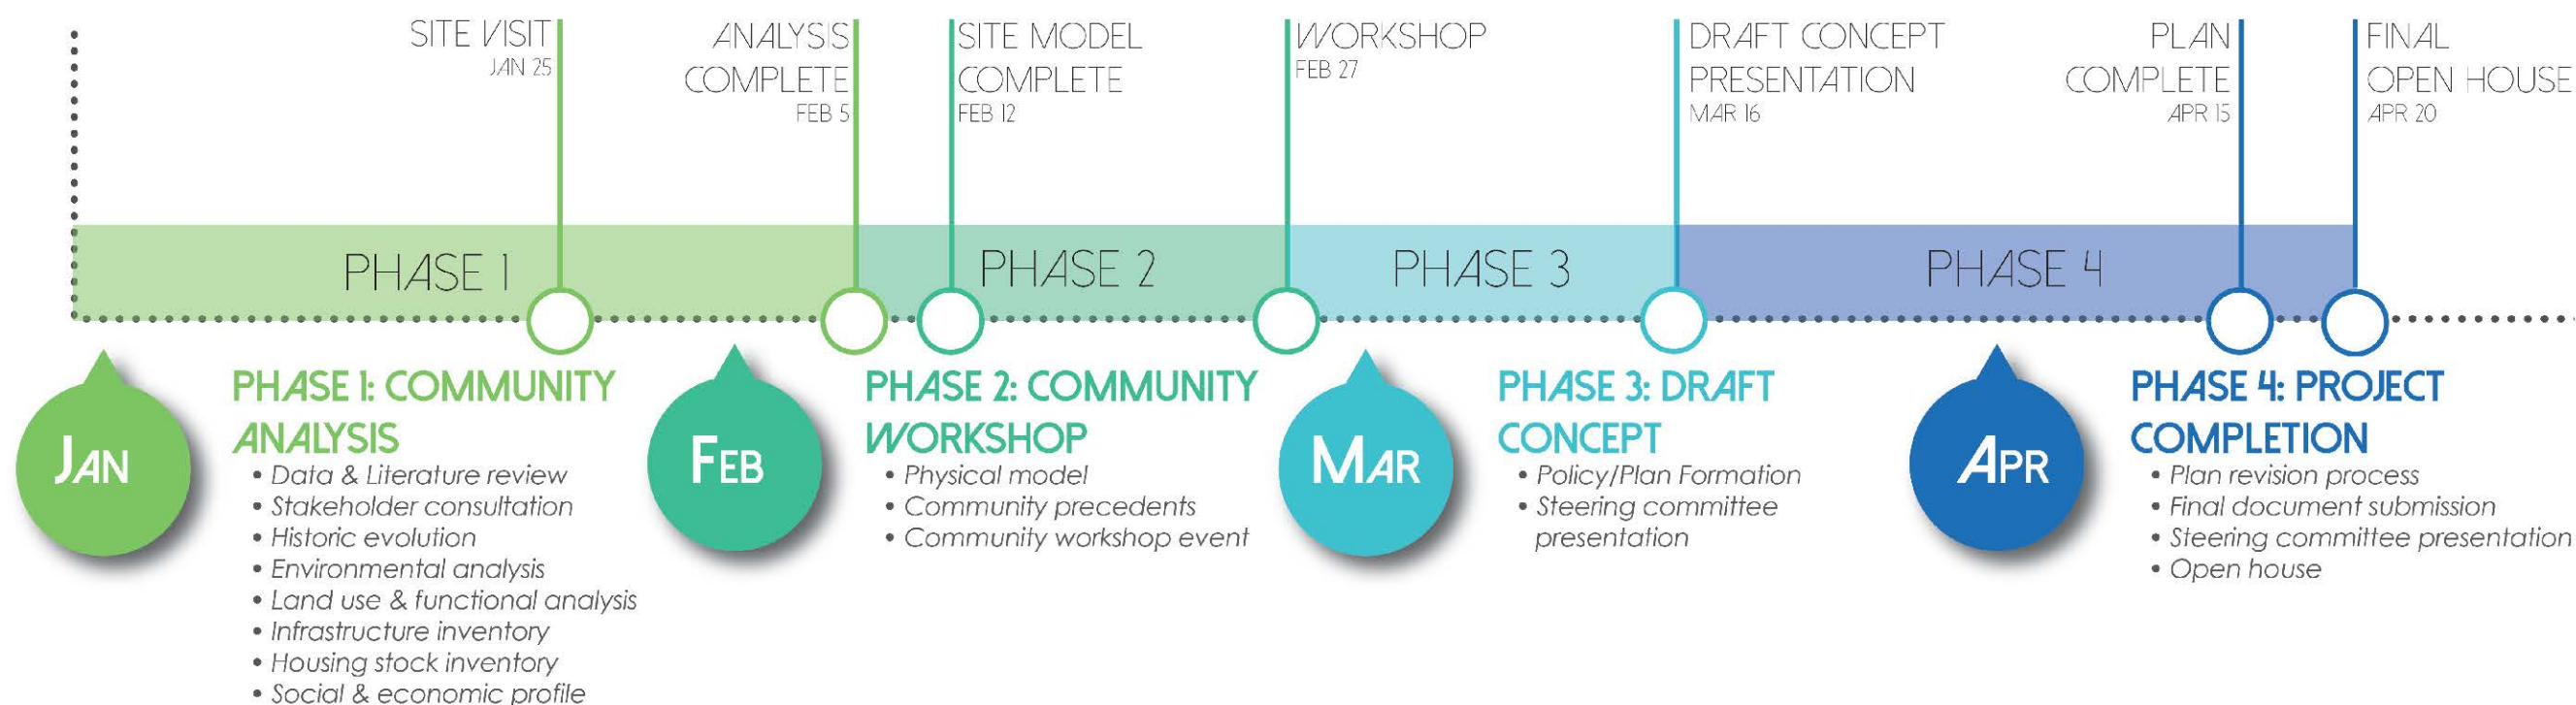 SITE VISIT
JAN 25
ANALYSIS
COMPLETE
FEB 5
SITE MODEL
COMPLETE
FEB 12
WORKSHOP
FEB 27
DRAFT CONCEPT
PRESENTATION
MAR 16
PLAN
COMPLETE
APR 15
FINAL
OPEN HOUSE
APR 20
PHASE 1
PHASE 2
PHASE 3
PHASE 4
JAN
PHASE 1: COMMUNITY
ANALYSIS
• Data & Literature review
• Stakeholder consultation
• Historic evolution
• Environmental analysis
• Land use & functional analysis
• Infrastructure inventory
• Housing stock inventory
• Social & economic profile
FEB
PHASE 2: COMMUNITY
WORKSHOP
• Physical model
• Community precedents
• Community workshop event
MAR
PHASE 3: DRAFT
CONCEPT
• Policy/Plan Formation
• Steering committee
presentation
APR
PHASE 4: PROJECT
COMPLETION
• Plan revision process
• Final document submission
• Steering committee presentation
• Open house